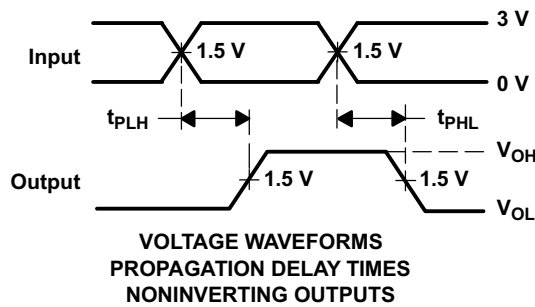 3 V
Input
1.5 V
1.5 V
0 V
tPLH
tPHL
VOH
Output
1.5 V
1.5 V
VOL
VOLTAGE WAVEFORMS
PROPAGATION DELAY TIMES
NONINVERTING OUTPUTS